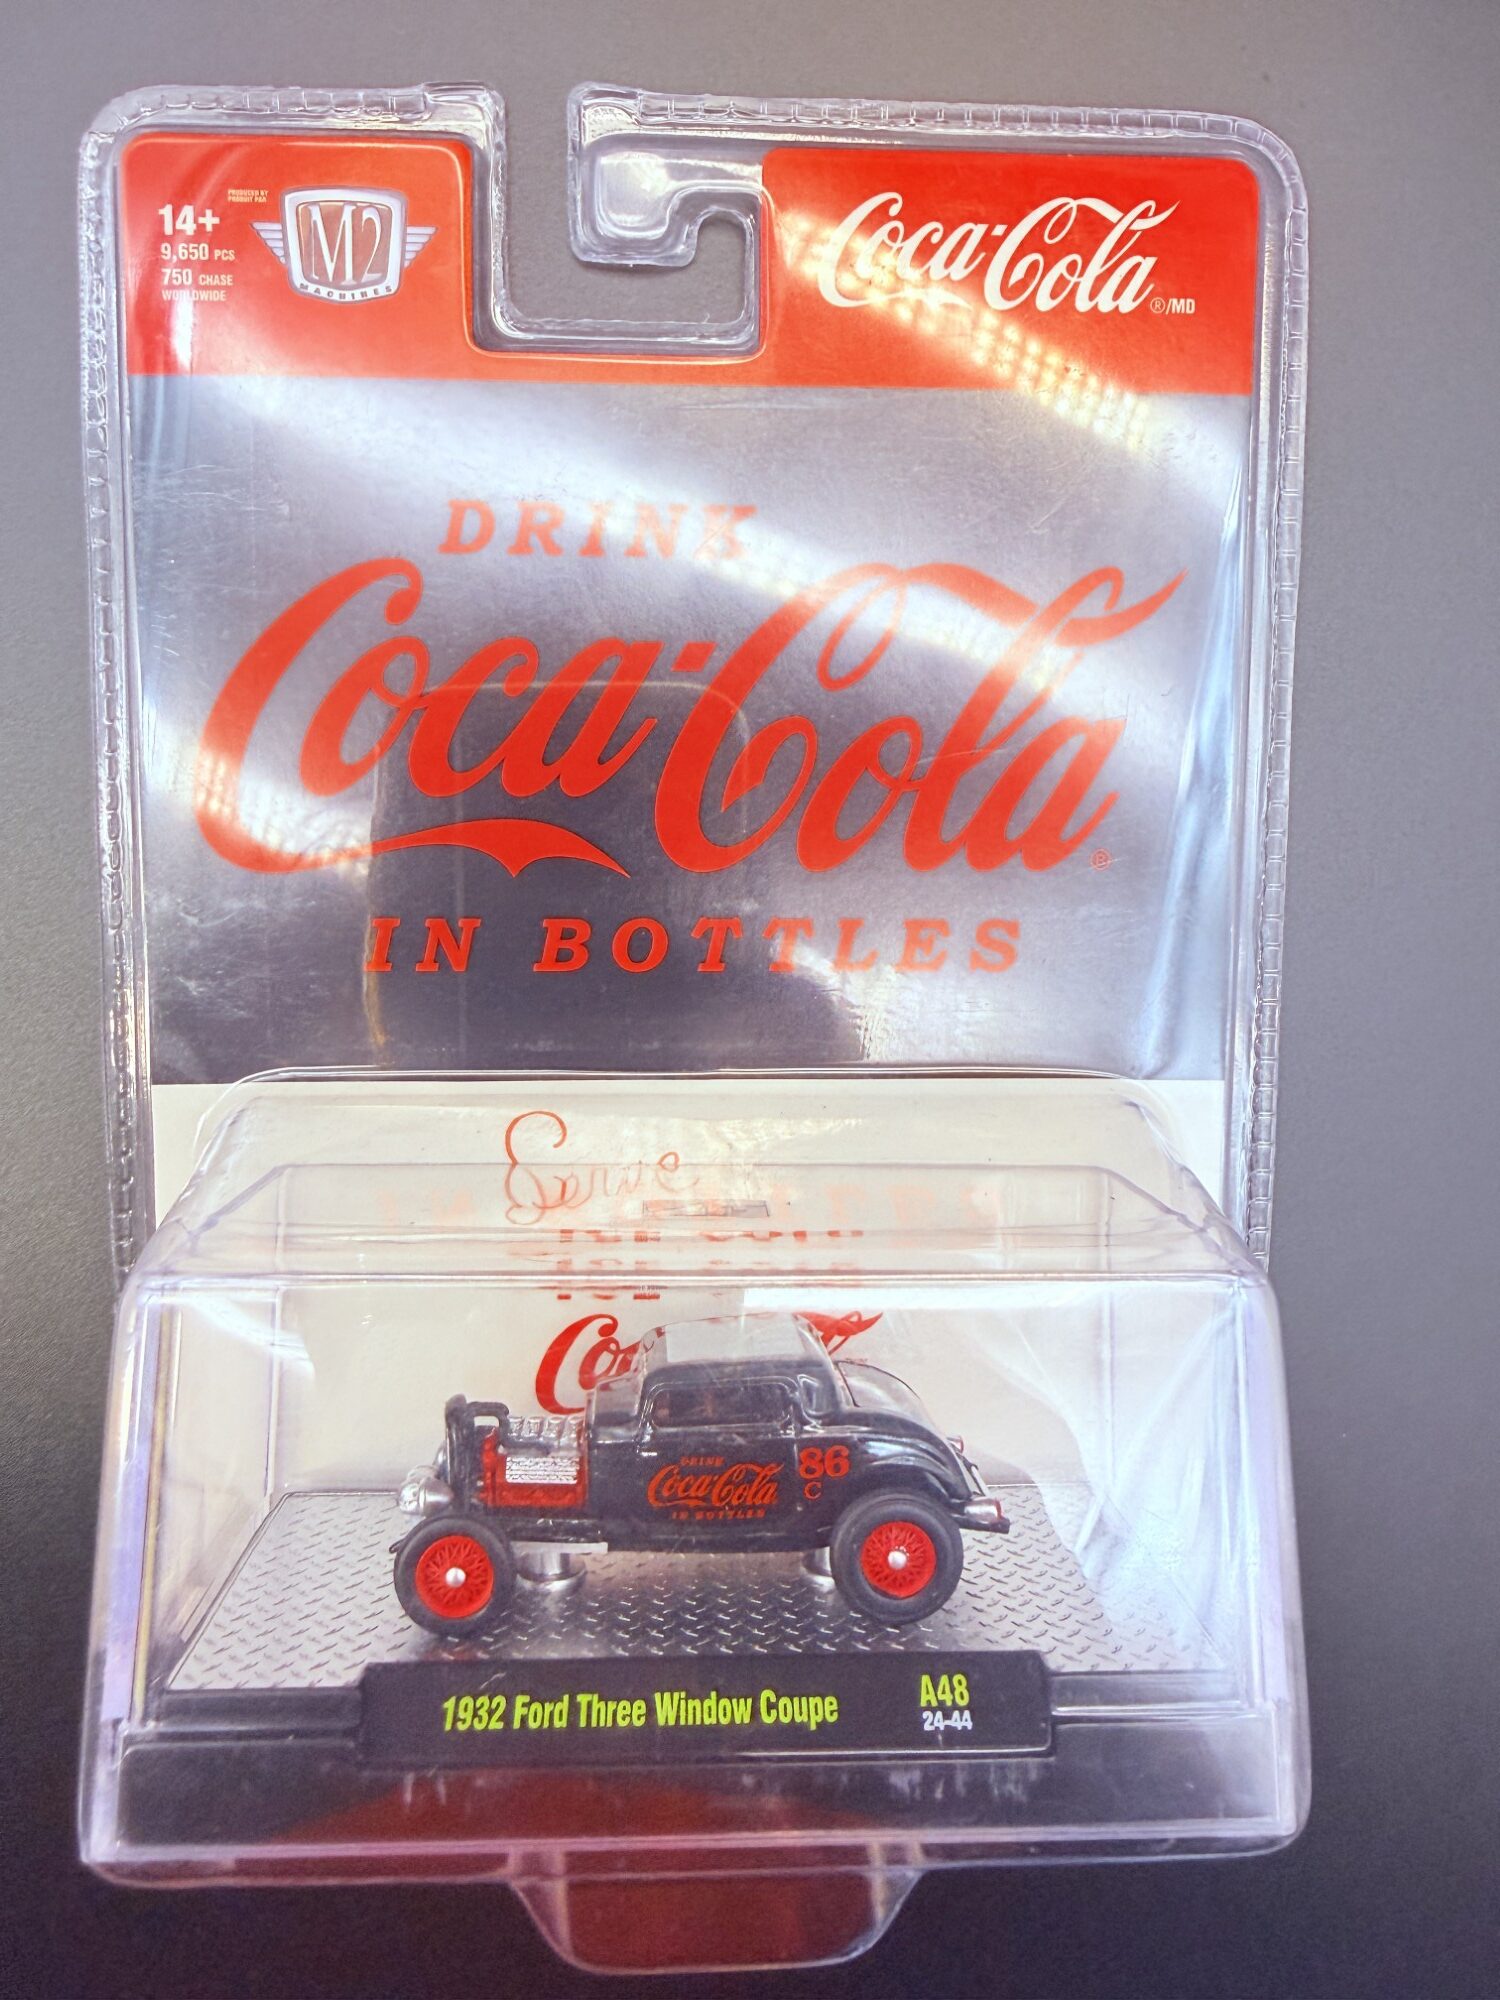 14+
PRODUCED BY
PRODUIT PAR
9,650 PCS
750 CHASE
WORLDWIDE
M2
MACHINES
Coca-Cola ®/MD
DRINK
Coca-Cola ®
IN BOTTLES
Serve
DRINK
Coca-Cola
IN BOTTLES
86
C
1932 Ford Three Window Coupe
A48
24-44